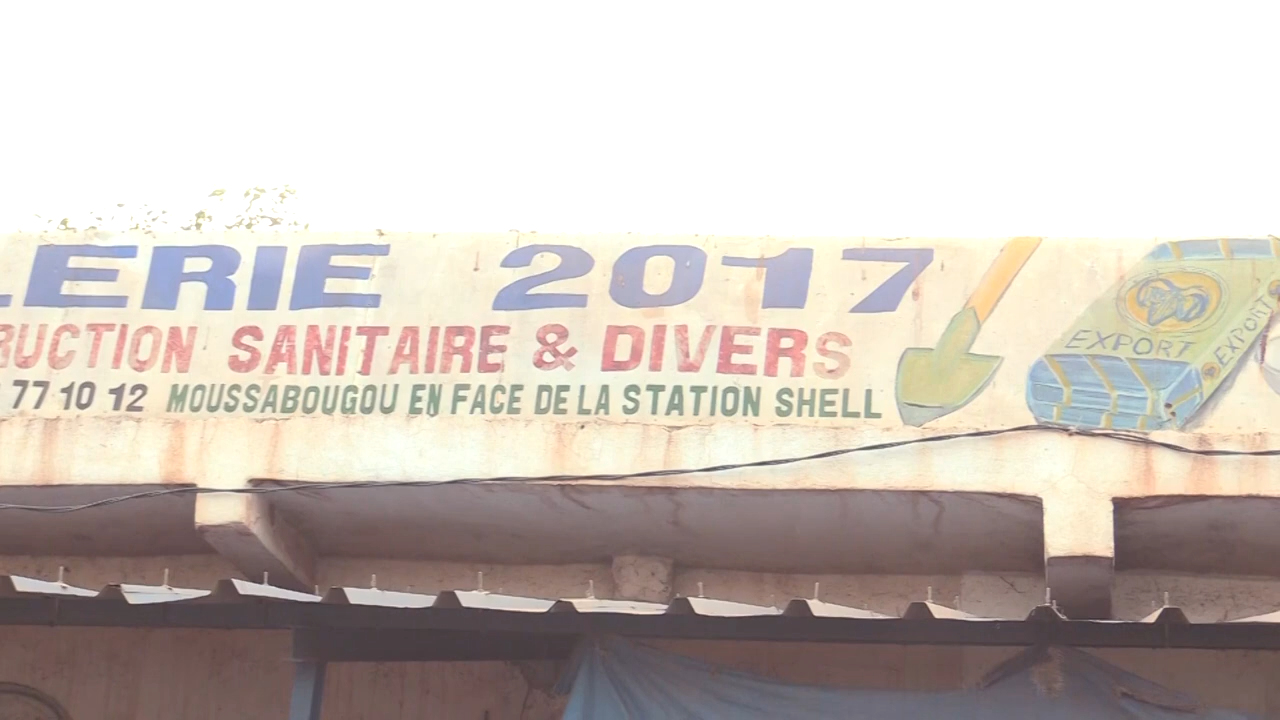 LERIE 2017
RUCTION SANITAIRE & DIVERS
77 10 12 MOUSSABOUGOU EN FACE DE LA STATION SHELL
EXPORT
EXPORT